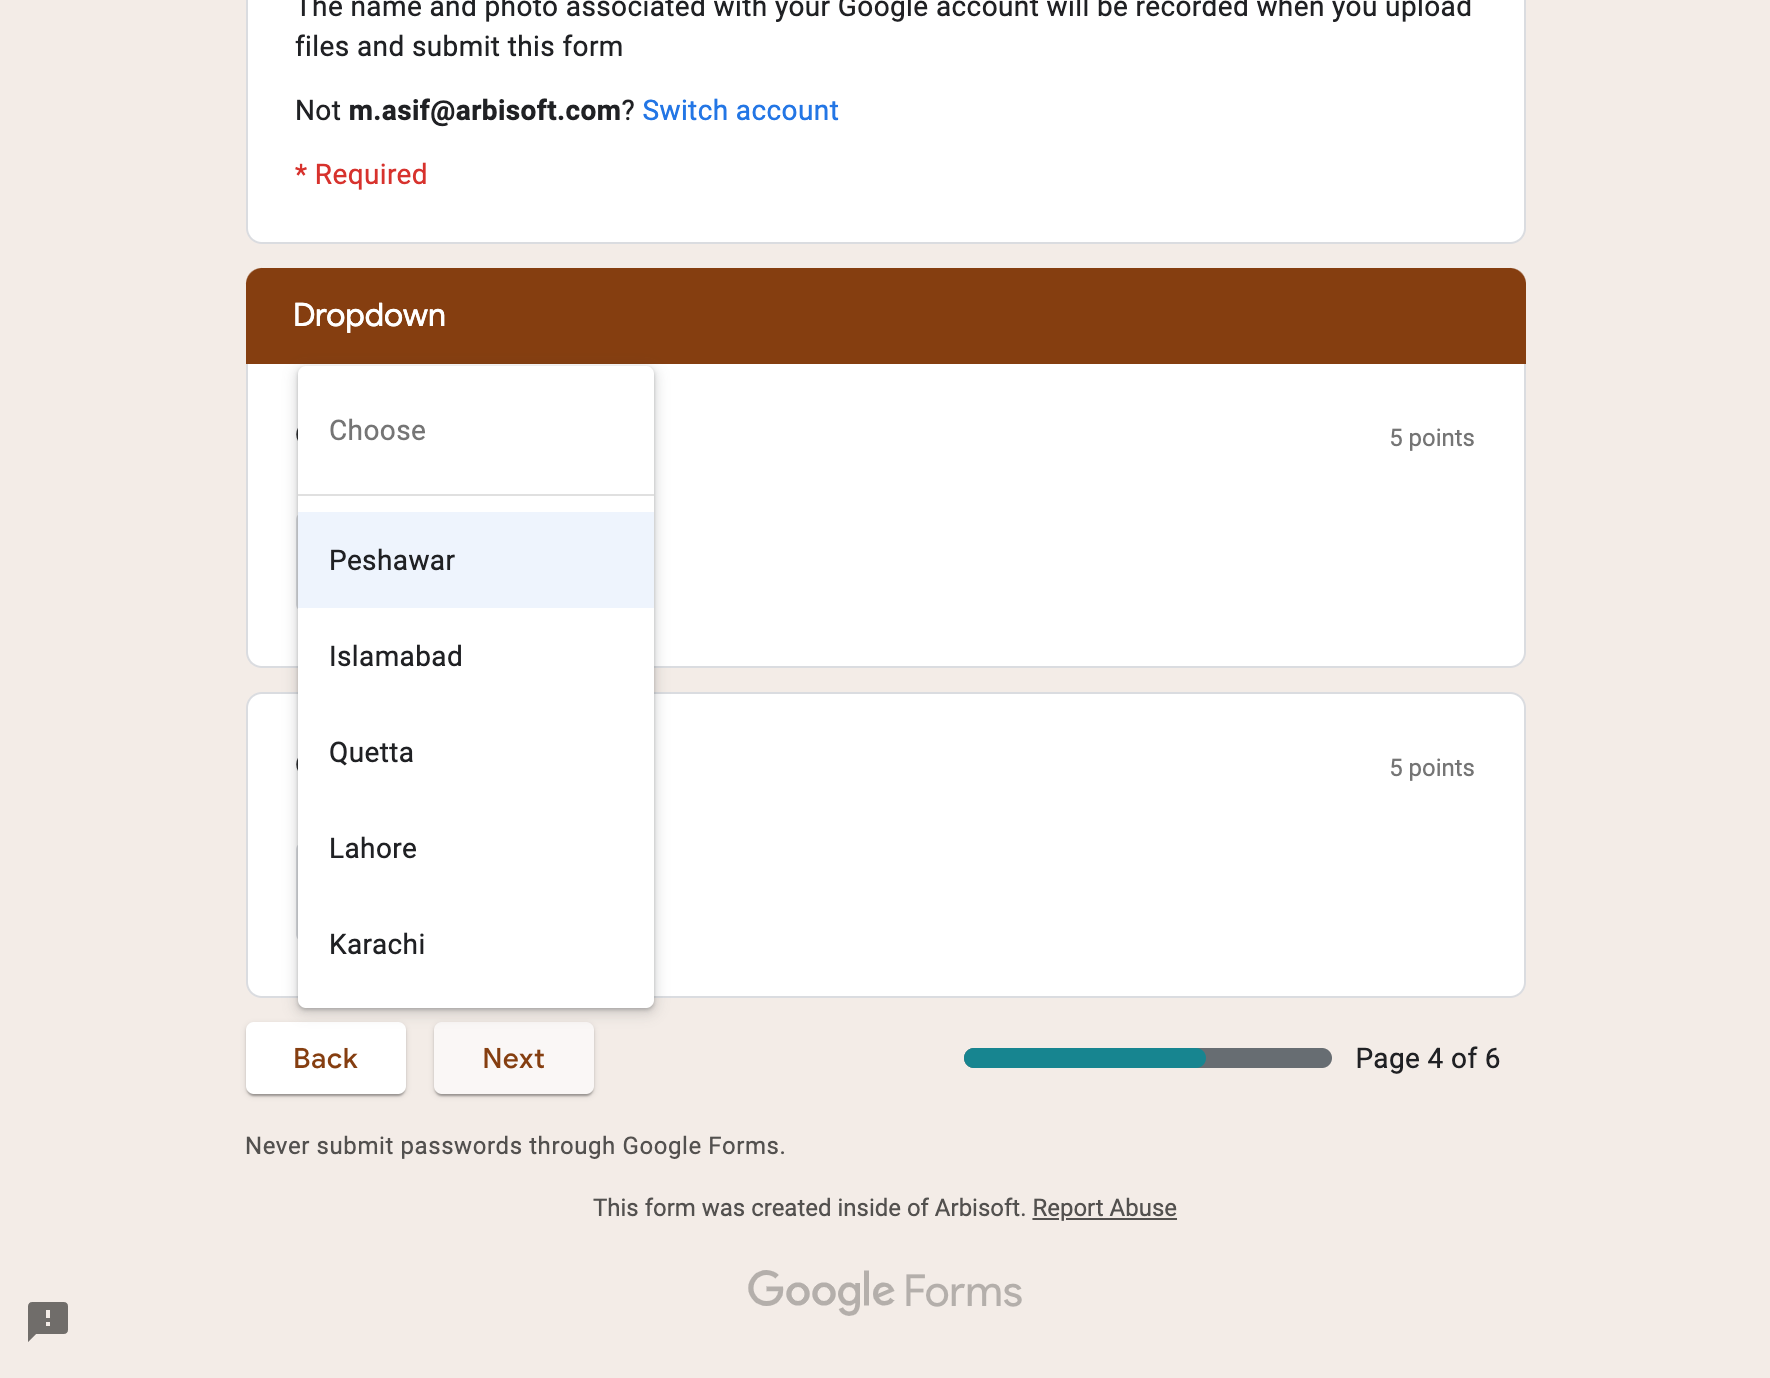 The name and photo associated with your Google account will be recorded when you upload
files and submit this form
Not m.asif@arbisoft.com? Switch account
* Required
Dropdown
Choose
5 points
Peshawar
Islamabad
Quetta
5 points
Lahore
Karachi
Back
Next
Page 4 of 6
Never submit passwords through Google Forms.
This form was created inside of Arbisoft. Report Abuse
Google Forms